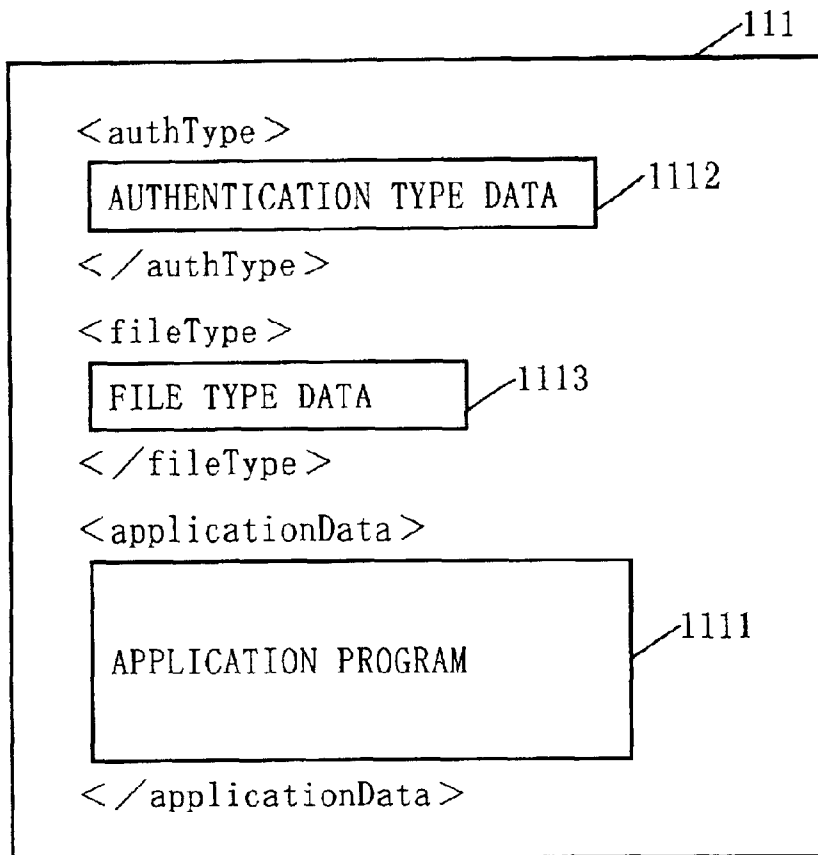 111
<authType>
AUTHENTICATION TYPE DATA
1112
</authType>
<fileType>
FILE TYPE DATA
1113
</fileType>
<applicationData>
APPLICATION PROGRAM
1111
</applicationData>